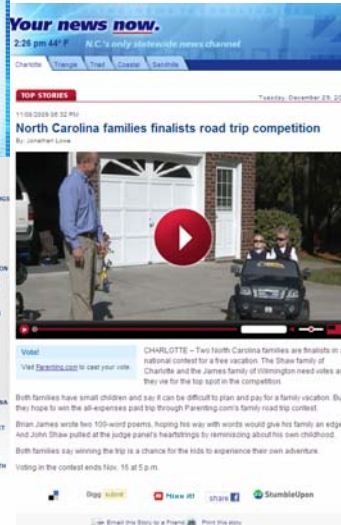 Your news now.
2:26 pm 44° F N.C.'s only statewide news channel
Charlotte Triangle Triad Coastal Sandhills
TOP STORIES
Tuesday, December 29, 20
North Carolina families finalists road trip competition
By: Jonathan Lowe
Vote!
Visit Parenting.com to cast your vote.
CHARLOTTE – Two North Carolina families are finalists in a
national contest for a free vacation. The Shaw family of
Charlotte and the James family of Wilmington need votes as
they vie for the top spot in the competition.
Both families have small children and say it can be difficult to plan and pay for a family vacation. But
they hope to win the all-expenses paid trip through Parenting.com's family road trip contest.
Brian James wrote two 100-word poems, hoping his way with words would give his family an edge.
And John Shaw pulled at the judge panel's heartstrings by reminiscing about his own childhood.
Both families say winning the trip is a chance for the kids to experience their own adventure.
Voting in the contest ends Nov. 16 at 5 p.m.
Digg submit Mixx it! share StumbleUpon
Email this Story to a Friend Print this story